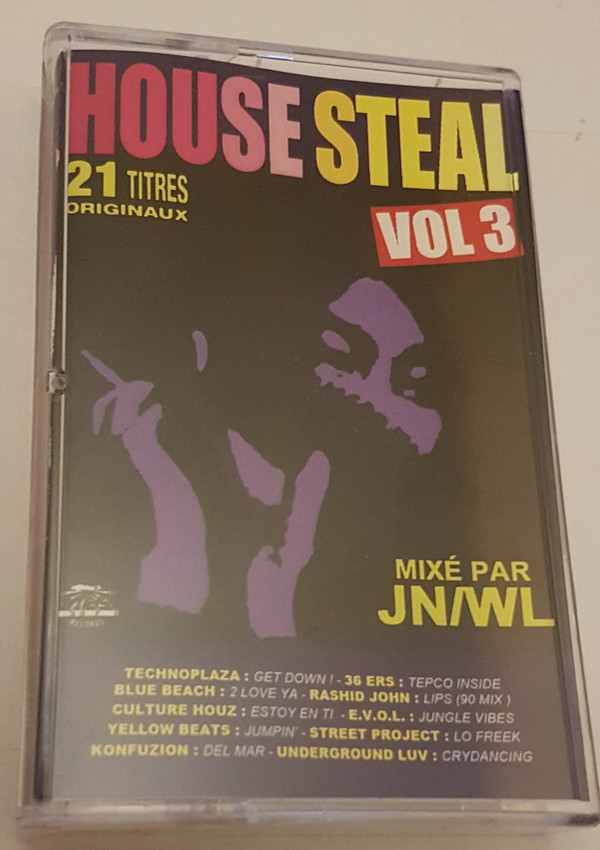 HOUSE STEAL
21 TITRES
ORIGINAUX
VOL 3
MIXÉ PAR
JN/WL
RECORDS
TECHNOPLAZA : GET DOWN ! - 36 ERS : TEPCO INSIDE
BLUE BEACH : 2 LOVE YA - RASHID JOHN : LIPS (90 MIX )
CULTURE HOUZ : ESTOY EN TI - E.V.O.L. : JUNGLE VIBES
YELLOW BEATS : JUMPIN' - STREET PROJECT : LO FREEK
KONFUZION : DEL MAR - UNDERGROUND LUV : CRYDANCING